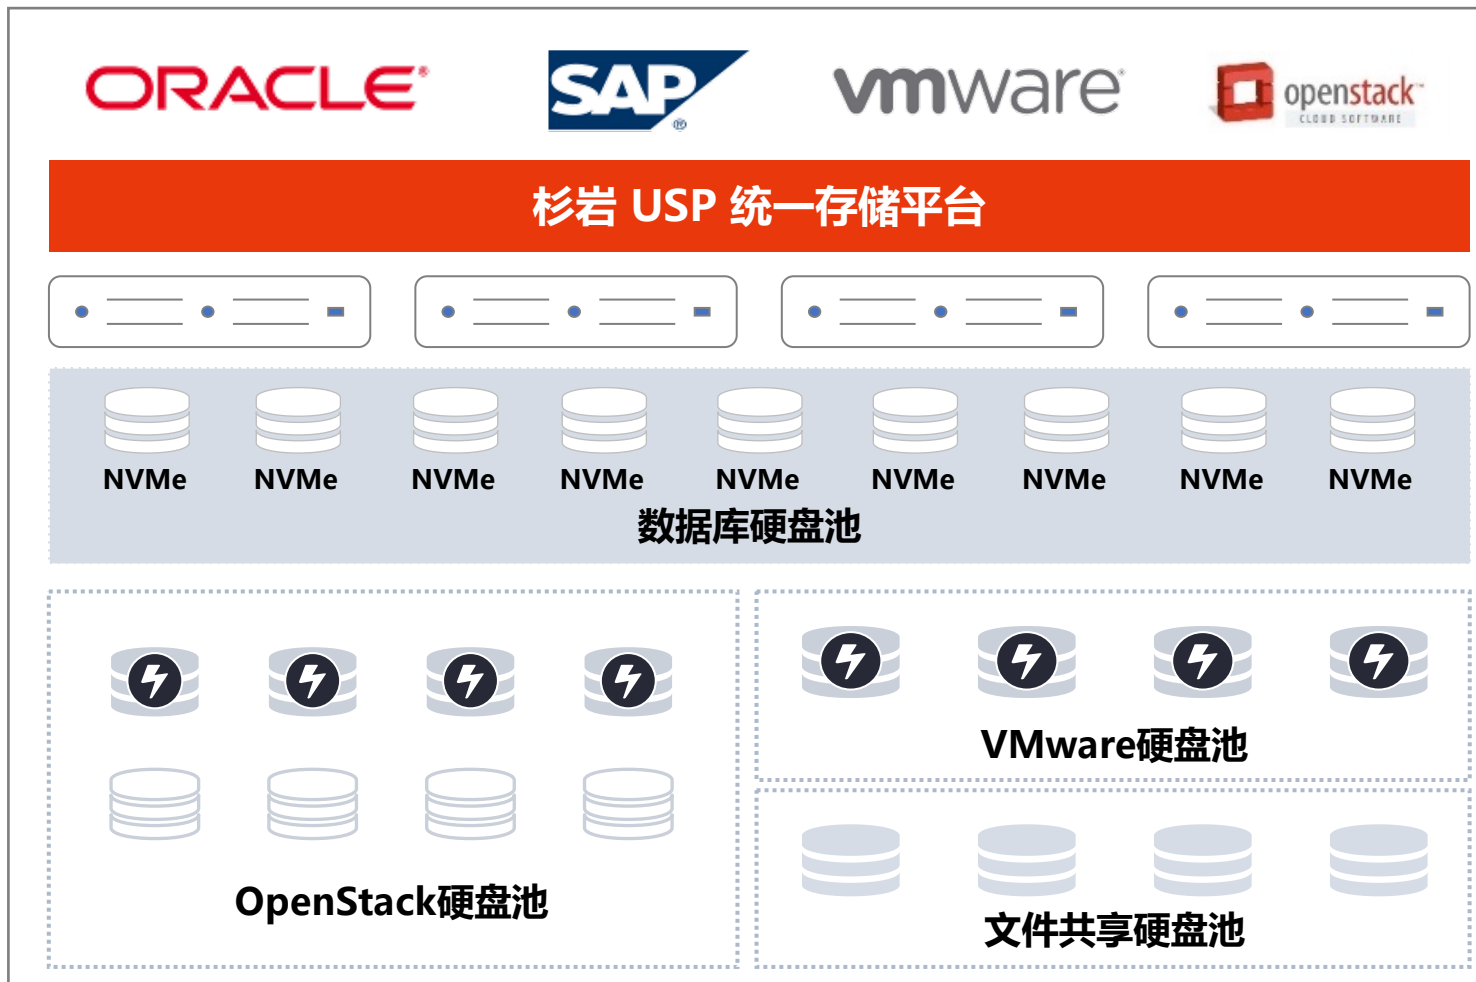 ORACLE®
SAP®
vmware®
openstack™
CLOUD SOFTWARE
杉岩 USP 统一存储平台
NVMe NVMe NVMe NVMe NVMe NVMe NVMe NVMe NVMe
数据库硬盘池
OpenStack硬盘池
VMware硬盘池
文件共享硬盘池